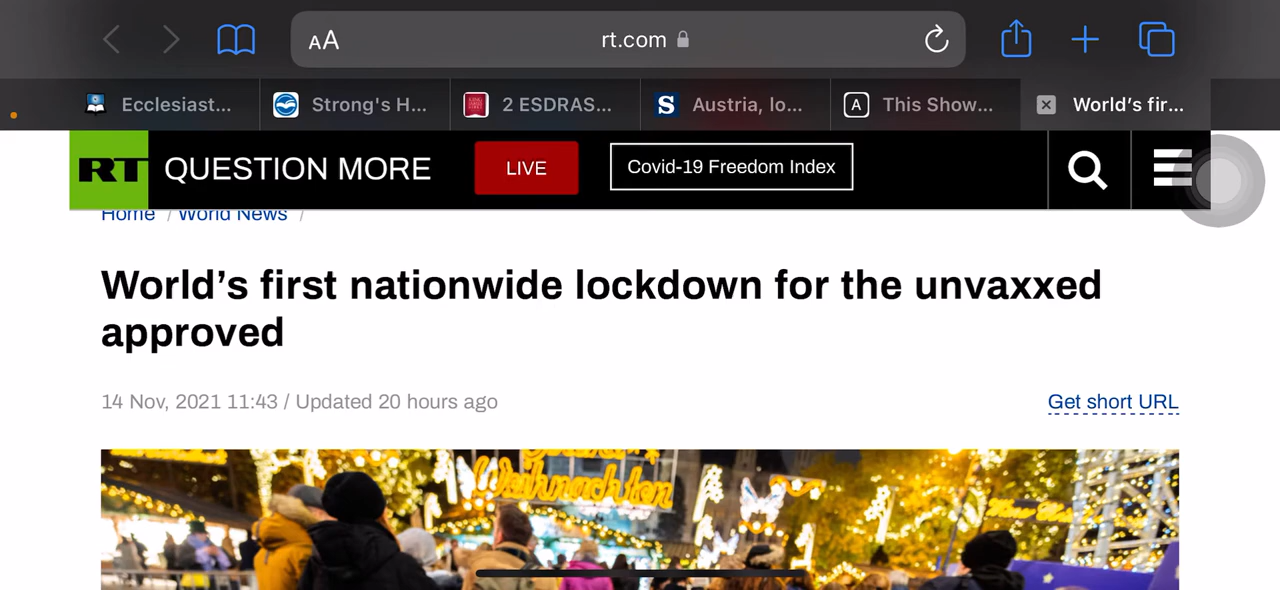 AA
rt.com
Ecclesiast...
Strong's H...
2 ESDRAS...
S
Austria, lo...
A
This Show...
World's fir...
RT
QUESTION MORE
LIVE
Covid-19 Freedom Index
Home / World News /
World's first nationwide lockdown for the unvaxxed
approved
14 Nov, 2021 11:43 / Updated 20 hours ago
Get short URL
Weihnachten